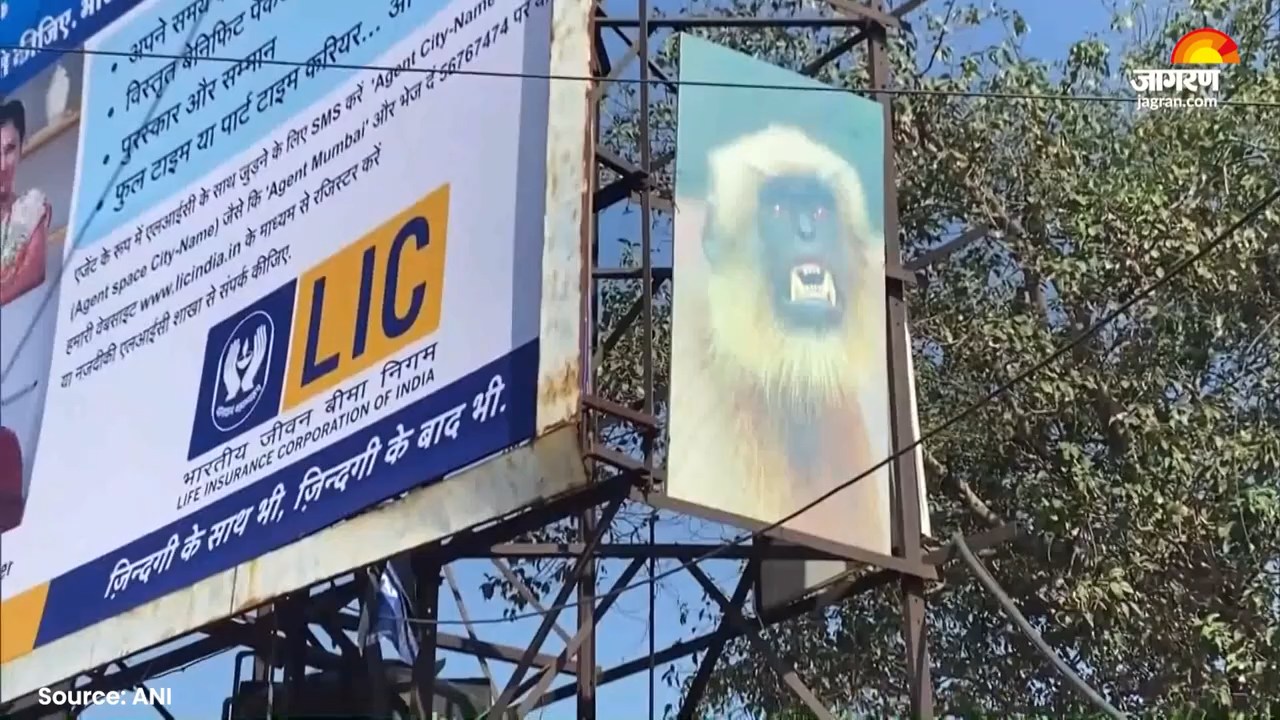 कीजिए,
• अपने समय
• विस्तृत बेनिफिट
• पुरस्कार और सम्मान
फुल टाइम या पार्ट टाइम करियर...
एजेंट के रूप में एलआईसी के साथ जुड़ने के लिए SMS करें 'Agent City-Name'
(Agent space City-Name) जैसे कि 'Agent Mumbai' और भेज दें 56767474 पर
हमारी वेबसाइट www.licindia.in के माध्यम से रजिस्टर करें
या नजदीकी एलआईसी शाखा से संपर्क कीजिए.
LIC
भारतीय जीवन बीमा निगम
LIFE INSURANCE CORPORATION OF INDIA
ज़िन्दगी के साथ भी, ज़िन्दगी के बाद भी.
जागरण
jagran.com
Source: ANI